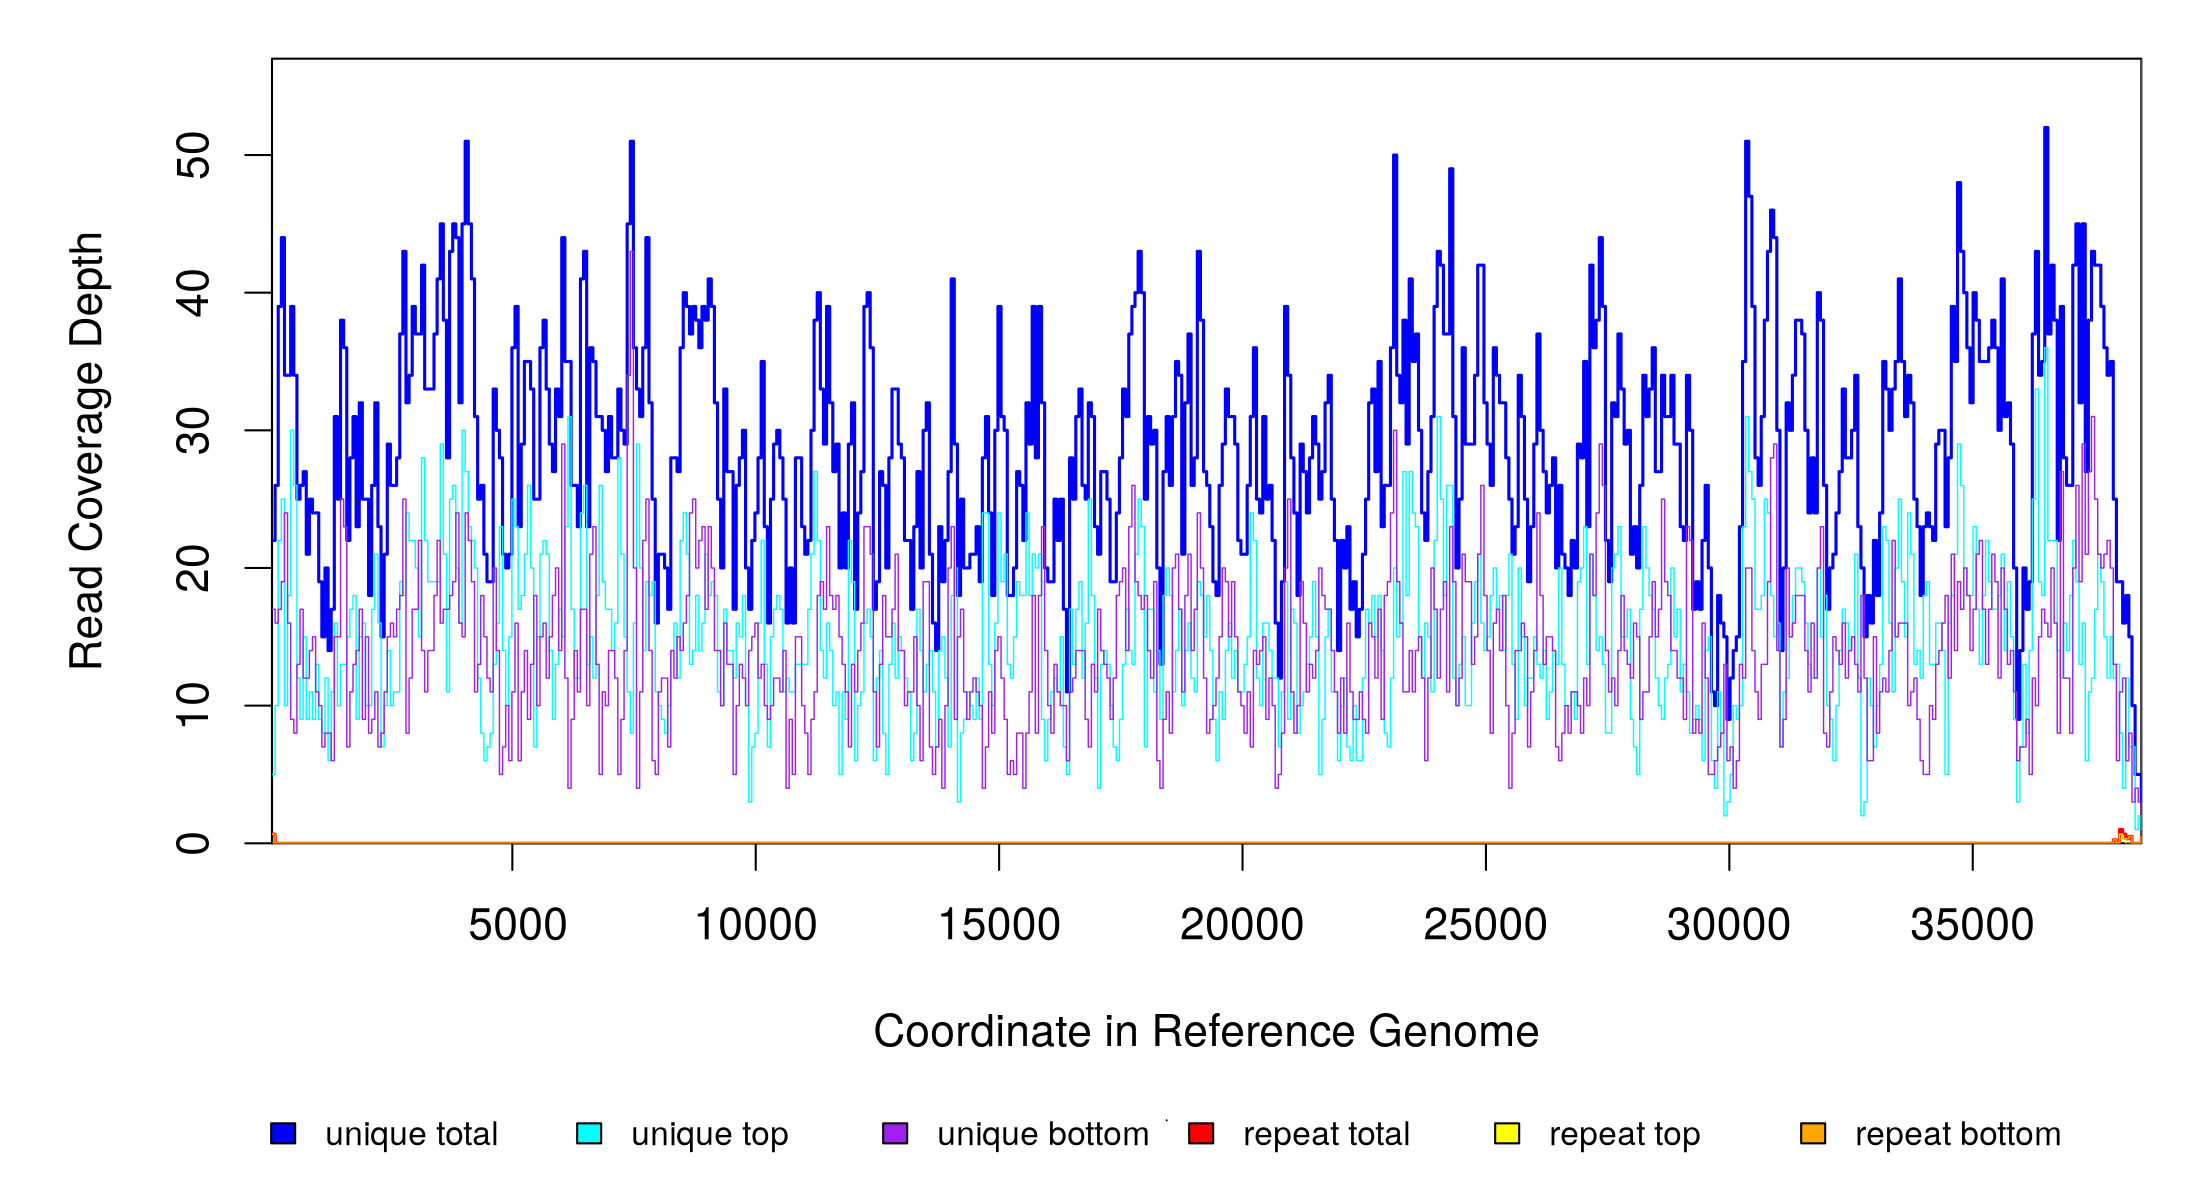 Read Coverage Depth
50
40
30
20
10
0
5000 10000 15000 20000 25000 30000 35000
Coordinate in Reference Genome
unique total unique top unique bottom repeat total repeat top repeat bottom